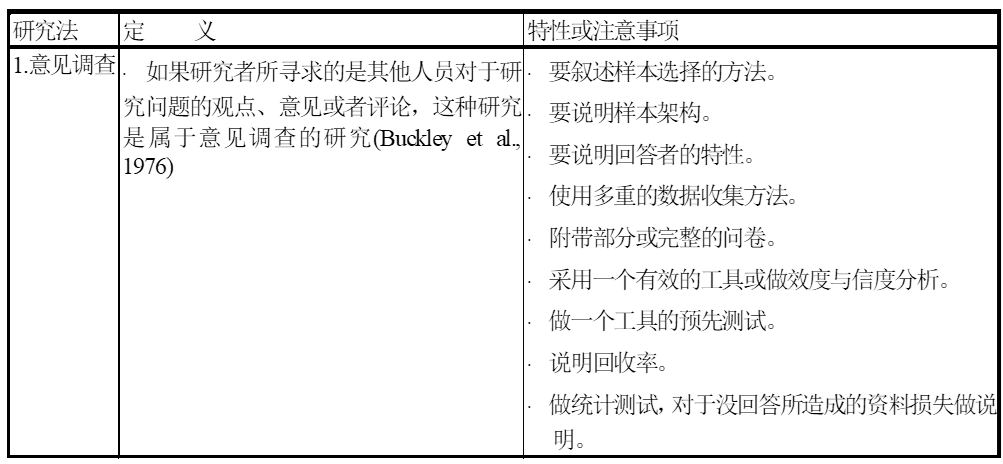 研究法
定 义
特性或注意事项
1.意见调查
· 如果研究者所寻求的是其他人员对于研
究问题的观点、意见或者评论，这种研究
是属于意见调查的研究(Buckley et al.,
1976)
· 要叙述样本选择的方法。
· 要说明样本架构。
· 要说明回答者的特性。
· 使用多重的数据收集方法。
· 附带部分或完整的问卷。
· 采用一个有效的工具或做效度与信度分析。
· 做一个工具的预先测试。
· 说明回收率。
· 做统计测试，对于没回答所造成的资料损失做说
明。